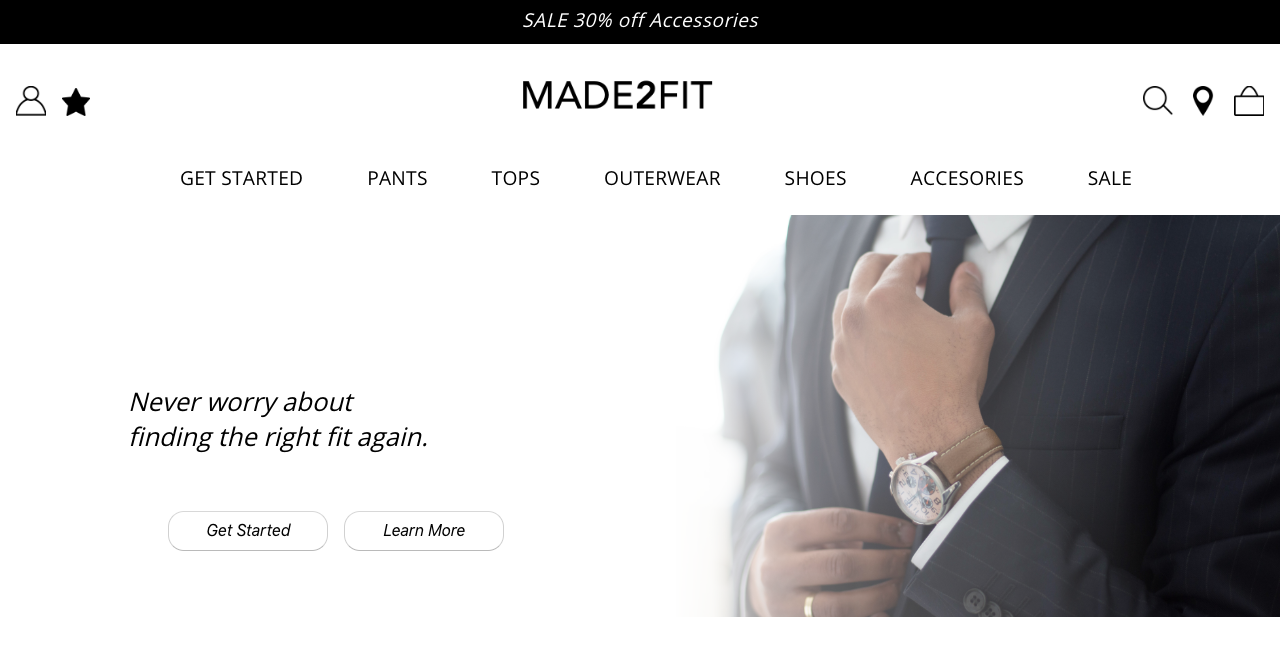 SALE 30% off Accessories
MADE2FIT
GET STARTED PANTS TOPS OUTERWEAR SHOES ACCESORIES SALE
Never worry about
finding the right fit again.
Get Started Learn More